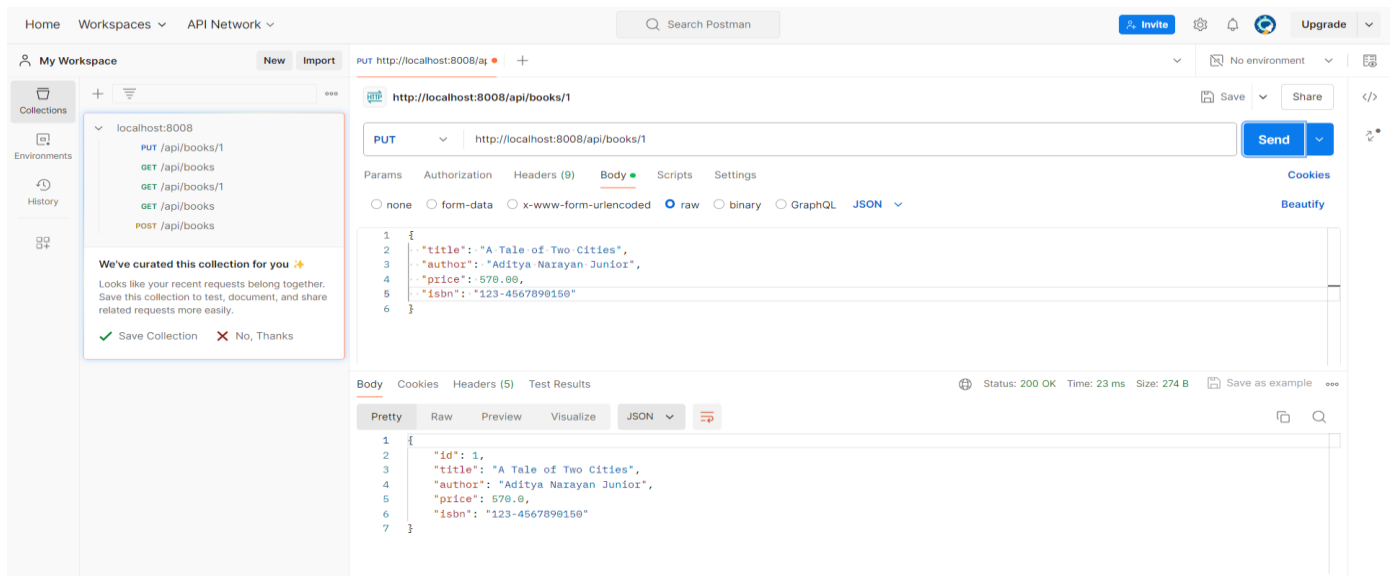 Home Workspaces API Network Search Postman Invite Upgrade
My Workspace New Import PUT http://localhost:8008/ap No environment
Collections
Environments
History
localhost:8008
PUT /api/books/1
GET /api/books
GET /api/books/1
GET /api/books
POST /api/books
We've curated this collection for you ✨
Looks like your recent requests belong together.
Save this collection to test, document, and share
related requests more easily.
Save Collection No, Thanks
HTTP http://localhost:8008/api/books/1 Save Share
PUT http://localhost:8008/api/books/1 Send
Params Authorization Headers (9) Body Scripts Settings Cookies
none form-data x-www-form-urlencoded raw binary GraphQL JSON Beautify
1 {
2 "title": "A Tale of Two Cities",
3 "author": "Aditya Narayan Junior",
4 "price": 570.00,
5 "isbn": "123-4567890150"
6 }
Body Cookies Headers (5) Test Results Status: 200 OK Time: 23 ms Size: 274 B Save as example
Pretty Raw Preview Visualize JSON
1 {
2 "id": 1,
3 "title": "A Tale of Two Cities",
4 "author": "Aditya Narayan Junior",
5 "price": 570.0,
6 "isbn": "123-4567890150"
7 }